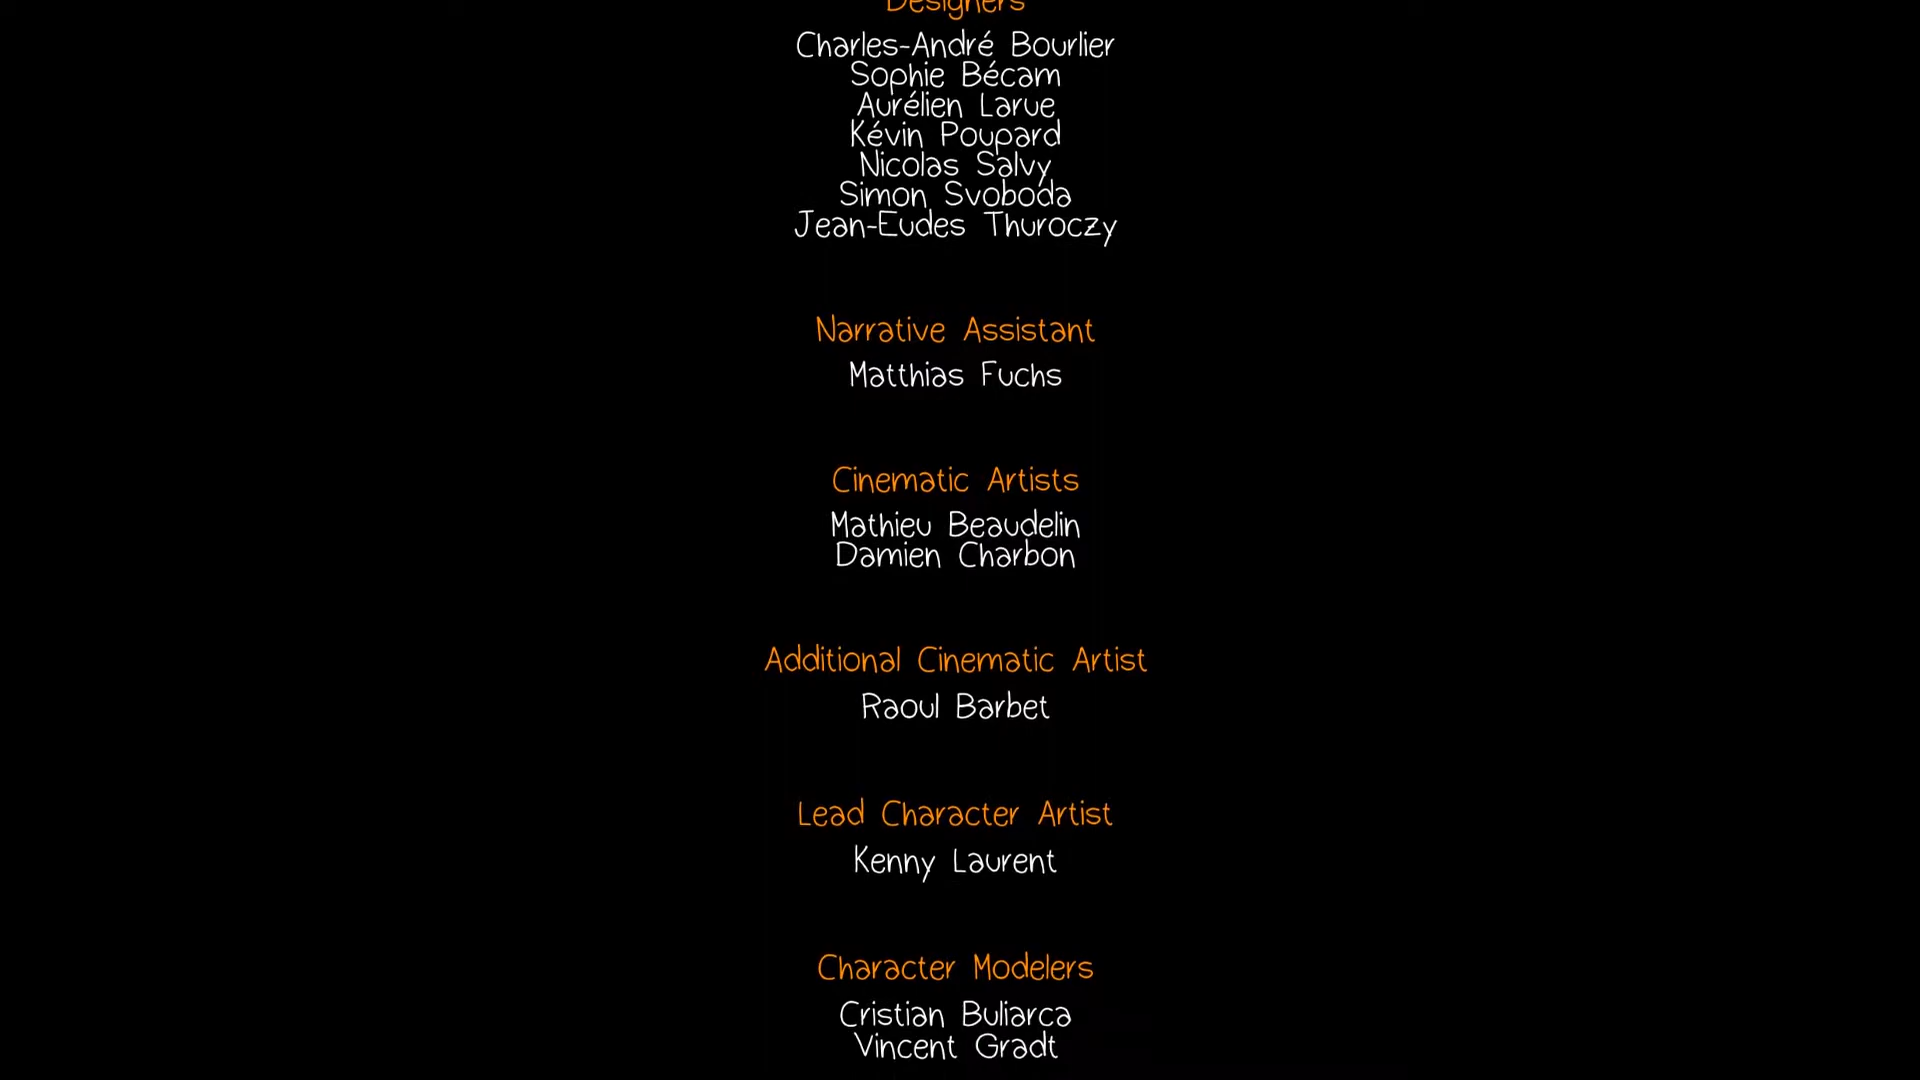 Designers
Charles-André Bourlier
Sophie Bécam
Aurélien Larue
Kévin Poupard
Nicolas Salvy
Simon Svoboda
Jean-Eudes Thuroczy
Narrative Assistant
Matthias Fuchs
Cinematic Artists
Mathieu Beaudelin
Damien Charbon
Additional Cinematic Artist
Raoul Barbet
Lead Character Artist
Kenny Laurent
Character Modelers
Cristian Buliarca
Vincent Gradt